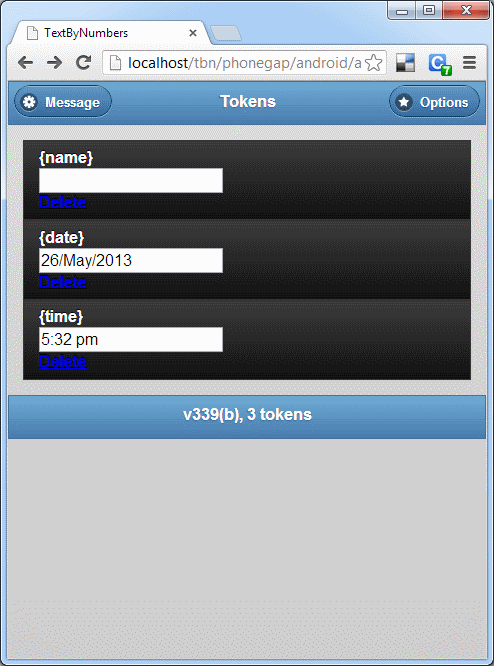 TextByNumbers
localhost/tbn/phonegap/android/a
7
Message
Tokens
Options
{name}
Delete
{date}
26/May/2013
Delete
{time}
5:32 pm
Delete
v339(b), 3 tokens